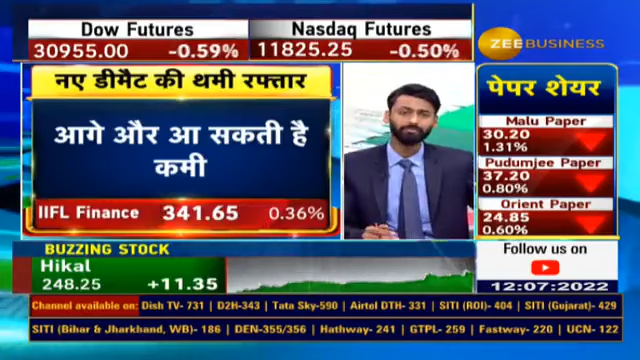 Dow Futures
30955.00 -0.59%
Nasdaq Futures
11825.25 -0.50%
ZEEBUSINESS
नए डीमैट की थमी रफ्तार
आगे और आ सकती है
कमी
IIFL Finance 341.65 0.36%
पेपर शेयर
Malu Paper
30.20
1.31%
Pudumjee Paper
37.20
0.80%
Orient Paper
24.85
0.60%
BUZZING STOCK
Hikal
248.25 +11.35
Follow us on
12:07:2022
Channel available on: Dish TV- 731 | D2H-343 | Tata Sky-590 | Airtel DTH- 331 | SITI (ROI)- 404 | SITI (Gujarat)- 429
SITI (Bihar & Jharkhand, WB)- 186 | DEN-355/356 | Hathway- 241 | GTPL- 259 | Fastway- 220 | UCN- 122